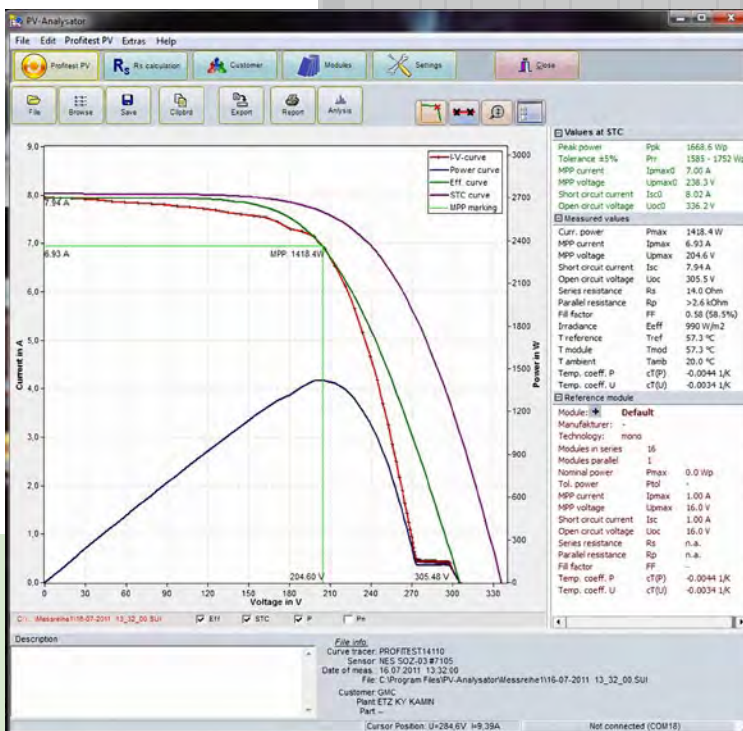 PV-Analysator
File Edit Profitest PV Extras Help
Profitest PV
Rs Rs calculation
Customer
Modules
Settings
Close
File
Browse
Save
Clipbrd
Export
Report
Anlysis
I-V-curve
Power curve
Eff. curve
STC curve
MPP marking
Current in A
9,0
8,0
7,0
6,0
5,0
4,0
3,0
2,0
1,0
0,0
7.94 A
6.93 A
MPP: 1418.4W
204.60 V
305.48 V
0 30 60 90 120 150 180 210 240 270 300 330
Voltage in V
3000
2700
2400
2100
1800
1500
1200
900
600
300
0
Power in W
Values at STC
Peak power Ppk 1668.6 Wp
Tolerance ±5% Prr 1585 - 1752 Wp
MPP current Ipmax0 7.00 A
MPP voltage Upmax0 238.3 V
Short circuit current Isc0 8.02 A
Open circuit voltage Uoc0 336.2 V
Measured values
Curr. power Pmax 1418.4 W
MPP current Ipmax 6.93 A
MPP voltage Upmax 204.6 V
Short circuit current Isc 7.94 A
Open circuit voltage Uoc 305.5 V
Series resistance Rs 14.0 Ohm
Parallel resistance Rp >2.6 kOhm
Fill factor FF 0.58 (58.5%)
Irradiance Eeff 990 W/m2
T reference Tref 57.3 °C
T module Tmod 57.3 °C
T ambient Tamb 20.0 °C
Temp. coeff. P cT(P) -0.0044 1/K
Temp. coeff. U cT(U) -0.0034 1/K
Reference module
Module: + Default
Manufakturer: -
Technology: mono
Modules in series 16
Modules parallel 1
Nominal power Pmax 0.0 Wp
Tol. power Ptol -
MPP current Ipmax 1.00 A
MPP voltage Upmax 16.0 V
Short circuit current Isc 1.00 A
Open circuit voltage Uoc 16.0 V
Series resistance Rs n.a.
Parallel resistance Rp n.a.
Fill factor FF -
Temp. coeff. P cT(P) -0.0044 1/K
Temp. coeff. U cT(U) -0.0034 1/K
Eff STC P
Description
File info:
Curve tracer: PROFITEST14110
Sensor: NES SOZ-03 #7105
Date of meas.: 16.07.2011 13:32:00
File: C:\Program Files\PV-Analysator\Messreihe1\16-07-2011 13_32_00.SUI
Customer: GMC
Plant: ETZ KY KAMIN
Part: --
Cursor Position: U=284,6V I=9,39A
Not connected (COM18)